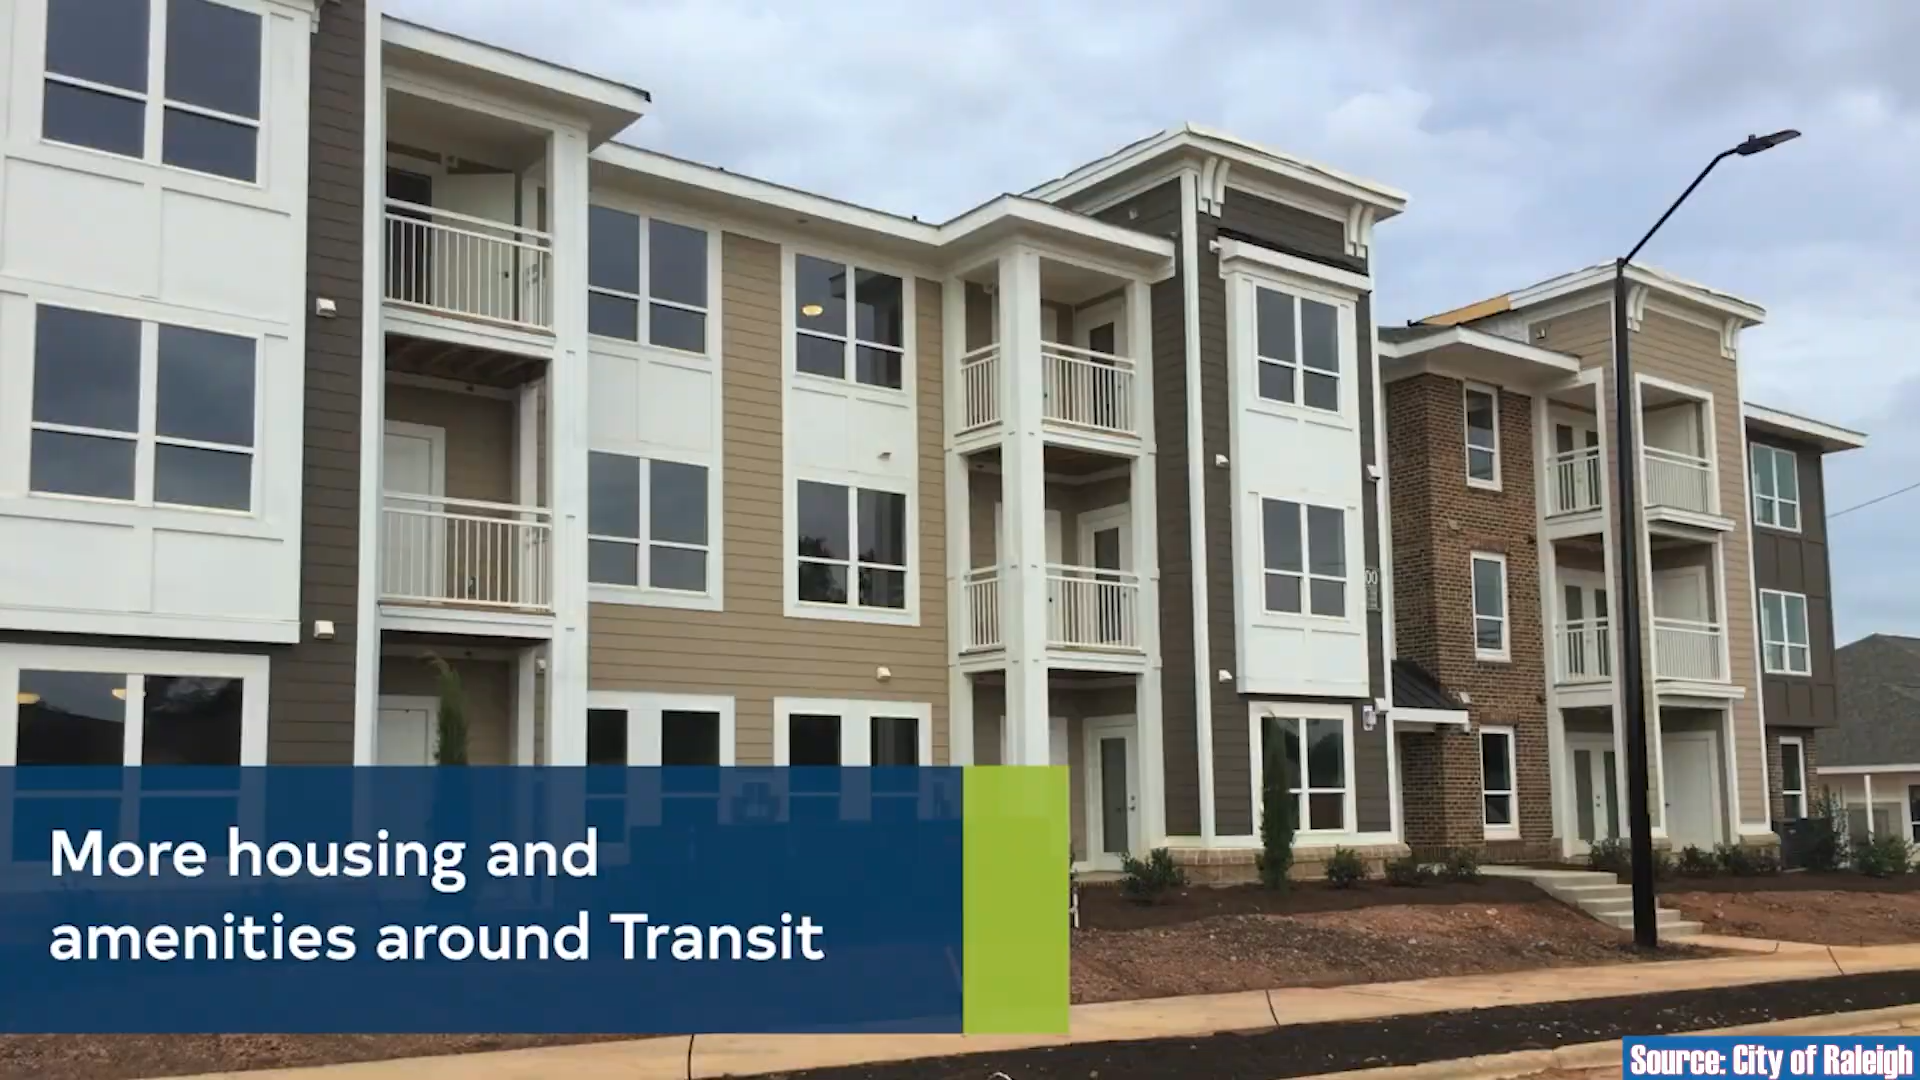 More housing and
amenities around Transit
Source: City of Raleigh